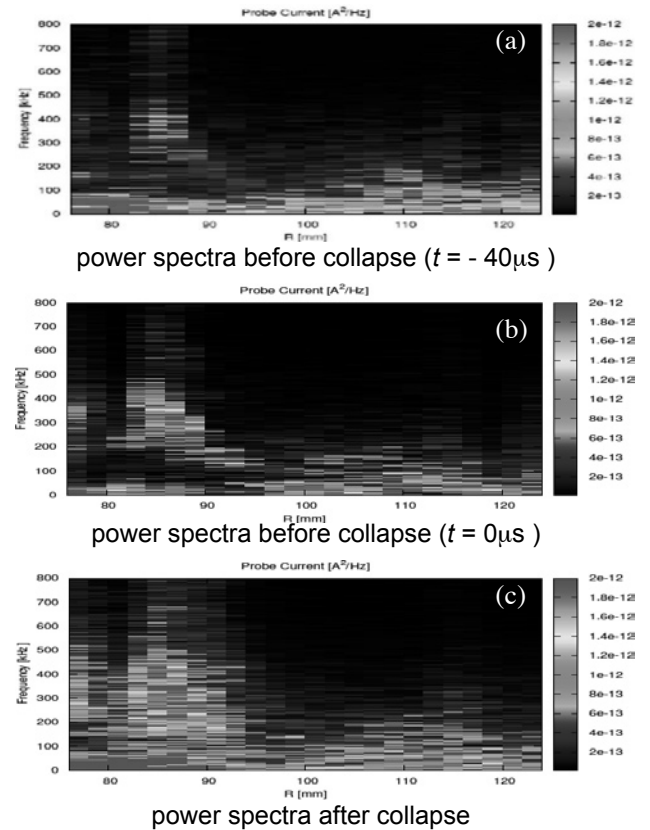 Probe Current [A²/Hz]
(a)
Frequency [kHz]
800
700
600
500
400
300
200
100
0
80
90
100
110
120
R [mm]
2e-12
1.8e-12
1.6e-12
1.4e-12
1.2e-12
1e-12
8e-13
6e-13
4e-13
2e-13
power spectra before collapse (t = - 40μs )
Probe Current [A²/Hz]
(b)
Frequency [kHz]
800
700
600
500
400
300
200
100
0
80
90
100
110
120
R [mm]
2e-12
1.8e-12
1.6e-12
1.4e-12
1.2e-12
1e-12
8e-13
6e-13
4e-13
2e-13
power spectra before collapse (t = 0μs )
Probe Current [A²/Hz]
(c)
Frequency [kHz]
800
700
600
500
400
300
200
100
0
80
90
100
110
120
R [mm]
2e-12
1.8e-12
1.6e-12
1.4e-12
1.2e-12
1e-12
8e-13
6e-13
4e-13
2e-13
power spectra after collapse